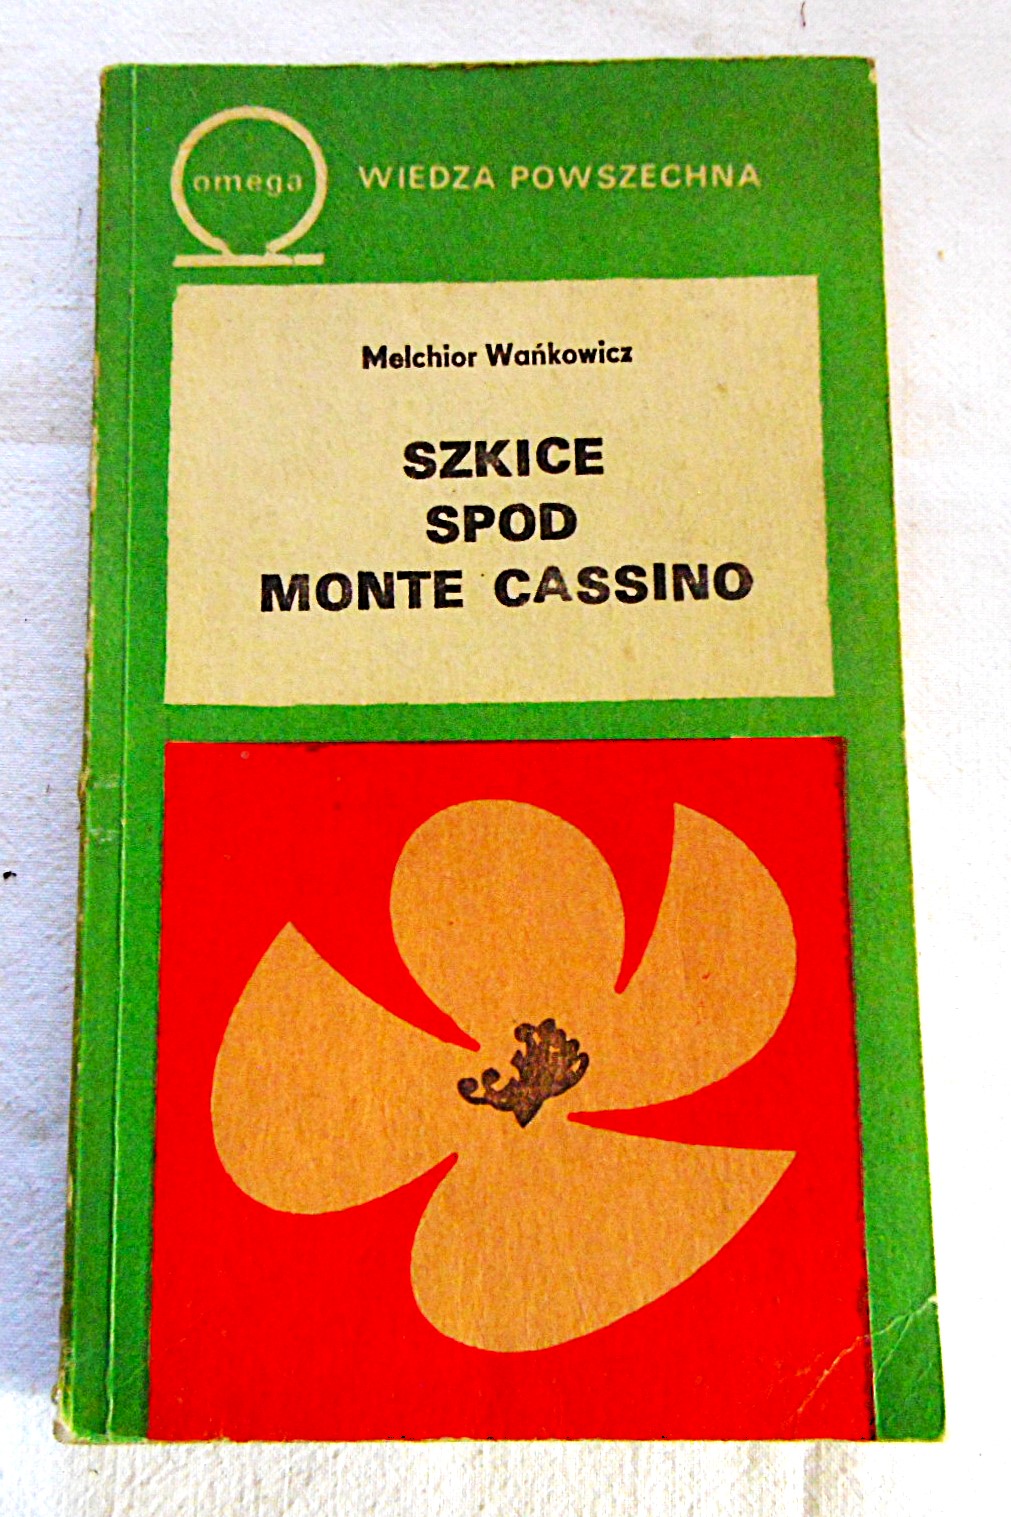 omega
WIEDZA POWSZECHNA
Melchior Wańkowicz
SZKICE
SPOD
MONTE CASSINO